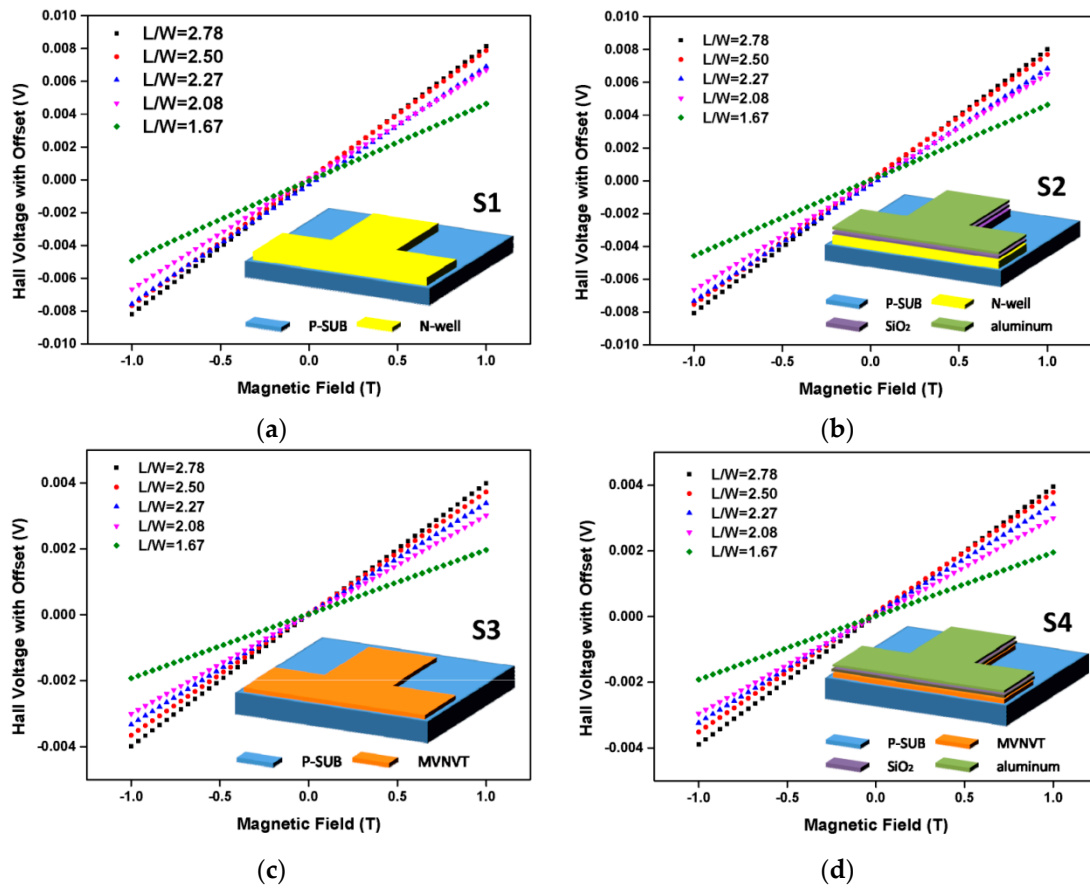 0.010
0.008
0.006
0.004
0.002
0.000
-0.002
-0.004
-0.006
-0.008
-0.010
Hall Voltage with Offset (V)
L/W=2.78
L/W=2.50
L/W=2.27
L/W=2.08
L/W=1.67
S1
P-SUB N-well
-1.0 -0.5 0.0 0.5 1.0
Magnetic Field (T)
(a)
0.010
0.008
0.006
0.004
0.002
0.000
-0.002
-0.004
-0.006
-0.008
-0.010
Hall Voltage with Offset (V)
L/W=2.78
L/W=2.50
L/W=2.27
L/W=2.08
L/W=1.67
S2
P-SUB N-well
SiO₂ aluminum
-1.0 -0.5 0.0 0.5 1.0
Magnetic Field (T)
(b)
0.004
0.002
0.000
-0.002
-0.004
Hall Voltage with Offset (V)
L/W=2.78
L/W=2.50
L/W=2.27
L/W=2.08
L/W=1.67
S3
P-SUB MVNVT
-1.0 -0.5 0.0 0.5 1.0
Magnetic Field (T)
(c)
0.004
0.002
0.000
-0.002
-0.004
Hall Voltage with Offset (V)
L/W=2.78
L/W=2.50
L/W=2.27
L/W=2.08
L/W=1.67
S4
P-SUB MVNVT
SiO₂ aluminum
-1.0 -0.5 0.0 0.5 1.0
Magnetic Field (T)
(d)